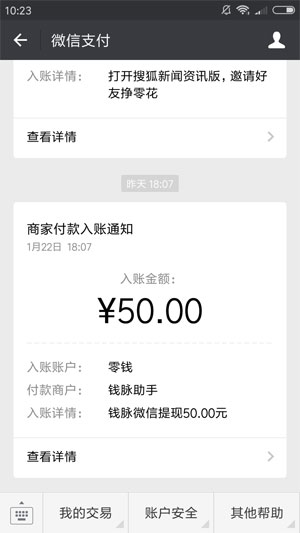 10:23
微信支付
入账详情: 打开搜狐新闻资讯版，邀请好
友挣零花
查看详情
昨天 18:07
商家付款入账通知
1月22日 18:07
入账金额:
¥50.00
入账账户: 零钱
付款商户: 钱脉助手
入账详情: 钱脉微信提现50.00元
查看详情
我的交易 账户安全 其他帮助